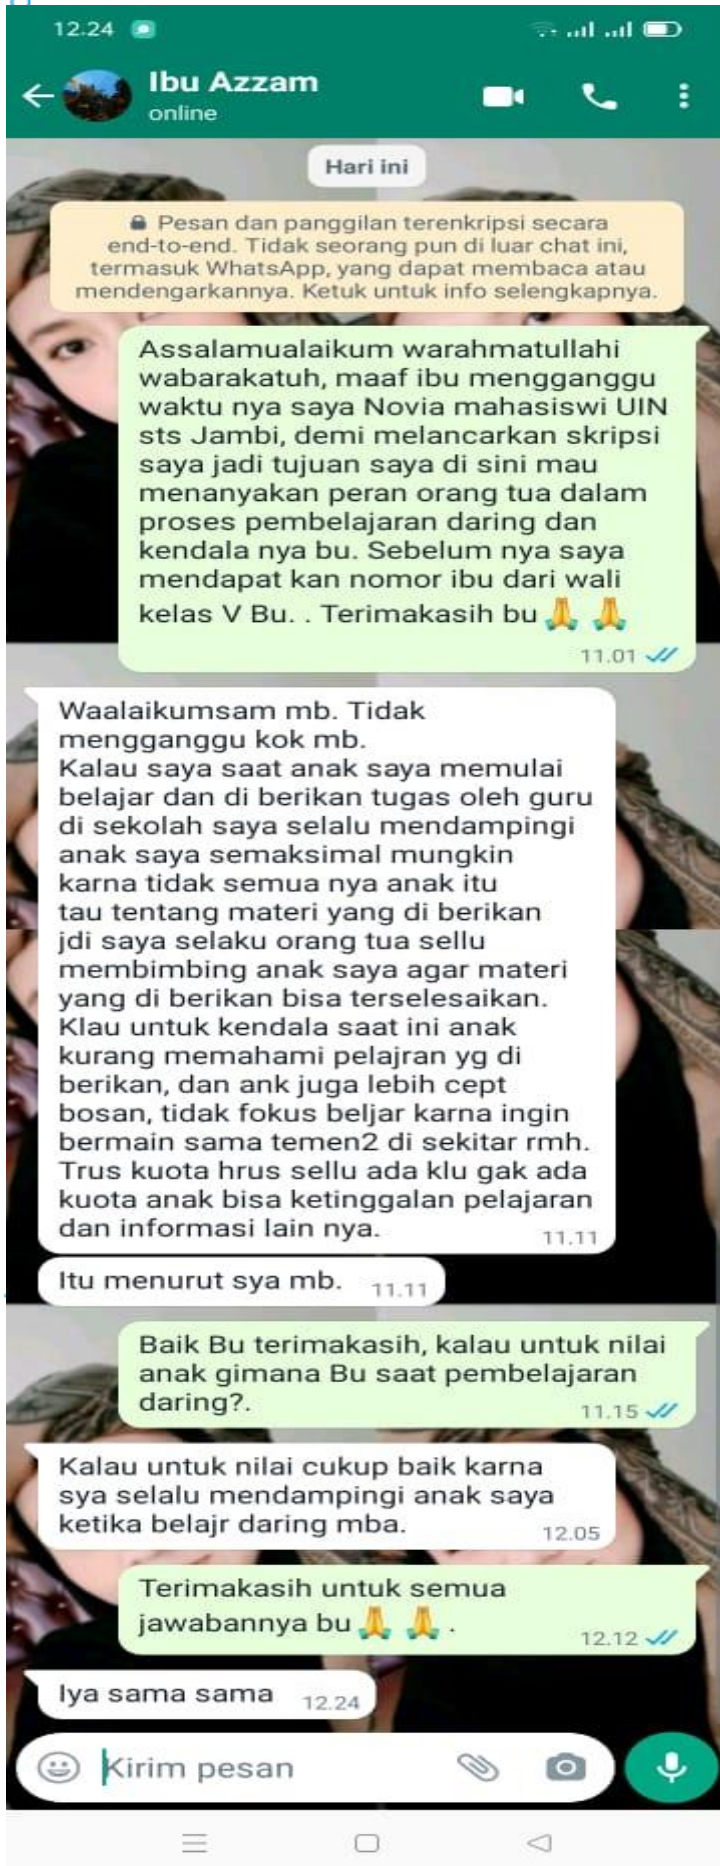 12.24
Ibu Azzam
online
Hari ini
Pesan dan panggilan terenkripsi secara
end-to-end. Tidak seorang pun di luar chat ini,
termasuk WhatsApp, yang dapat membaca atau
mendengarkannya. Ketuk untuk info selengkapnya.
Assalamualaikum warahmatullahi
wabarakatuh, maaf ibu mengganggu
waktu nya saya Novia mahasiswi UIN
sts Jambi, demi melancarkan skripsi
saya jadi tujuan saya di sini mau
menanyakan peran orang tua dalam
proses pembelajaran daring dan
kendala nya bu. Sebelum nya saya
mendapat kan nomor ibu dari wali
kelas V Bu. . Terimakasih bu 🙏 🙏
11.01
Waalaikumsam mb. Tidak
mengganggu kok mb.
Kalau saya saat anak saya memulai
belajar dan di berikan tugas oleh guru
di sekolah saya selalu mendampingi
anak saya semaksimal mungkin
karna tidak semua nya anak itu
tau tentang materi yang di berikan
jdi saya selaku orang tua sellu
membimbing anak saya agar materi
yang di berikan bisa terselesaikan.
Klau untuk kendala saat ini anak
kurang memahami pelajran yg di
berikan, dan ank juga lebih cept
bosan, tidak fokus beljar karna ingin
bermain sama temen2 di sekitar rmh.
Trus kuota hrus sellu ada klu gak ada
kuota anak bisa ketinggalan pelajaran
dan informasi lain nya.
11.11
Itu menurut sya mb.
11.11
Baik Bu terimakasih, kalau untuk nilai
anak gimana Bu saat pembelajaran
daring?.
11.15
Kalau untuk nilai cukup baik karna
sya selalu mendampingi anak saya
ketika belajr daring mba.
12.05
Terimakasih untuk semua
jawabannya bu 🙏 🙏 .
12.12
Iya sama sama
12.24
Kirim pesan